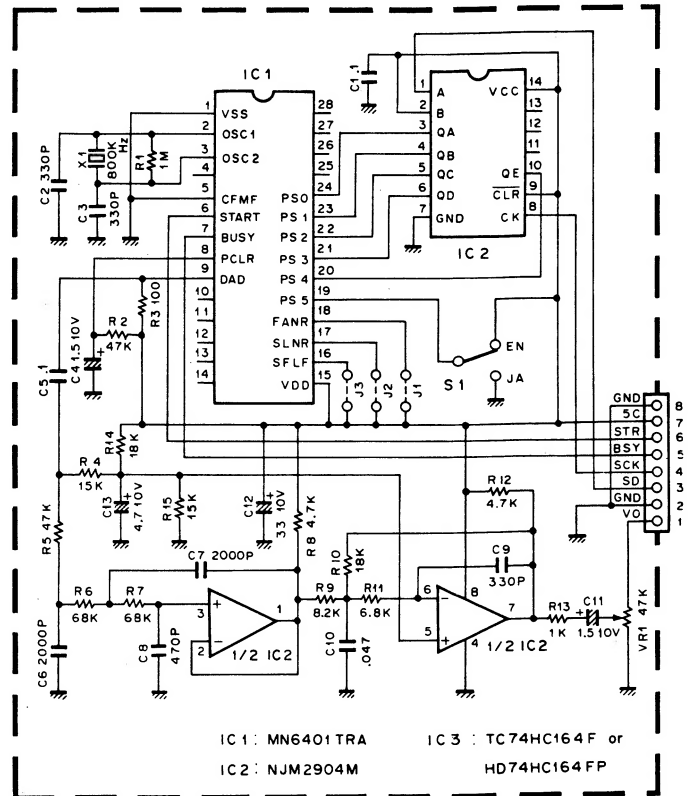 IC1
1 VSS 28
2 OSC1 27
3 OSC2 26
4 25
5 CFMF PS0 24
6 START PS1 23
7 BUSY PS2 22
8 PCLR PS3 21
9 DAD PS4 20
10 PS5 19
11 FANR 18
12 SLNR 17
13 SFLF 16
14 VDD 15
C1 .1
1 A VCC 14
2 B 13
3 QA 12
4 QB 11
5 QC QE 10
6 QD CLR 9
7 GND CK 8
IC2
C2 330P
X1
800K
Hz
R1
1M
C3
330P
R3 100
R2
47K
C4 1.5 10V
+
C5 .1
EN
S1
JA
J3
J2
J1
GND 8
5C 7
STR 6
BSY 5
SCK 4
SD 3
GND 2
VO 1
R14
18K
R4
15K
C13
+
4.7 10V
R15
15K
C12
+
33 10V
R8 4.7K
R12
4.7K
R5 47K
C7 2000P
R10
18K
C9
330P
R6
68K
R7
68K
+
3
1
-
2
1/2 IC2
R9
8.2K
R11
6.8K
6
-
8
7
5
+
4
1/2 IC2
R13
1K
+
C11
1.5 10V
VR1 47K
C6 2000P
C8
470P
C10
.047
IC1: MN6401TRA
IC3: TC74HC164F or
IC2: NJM2904M
HD74HC164FP